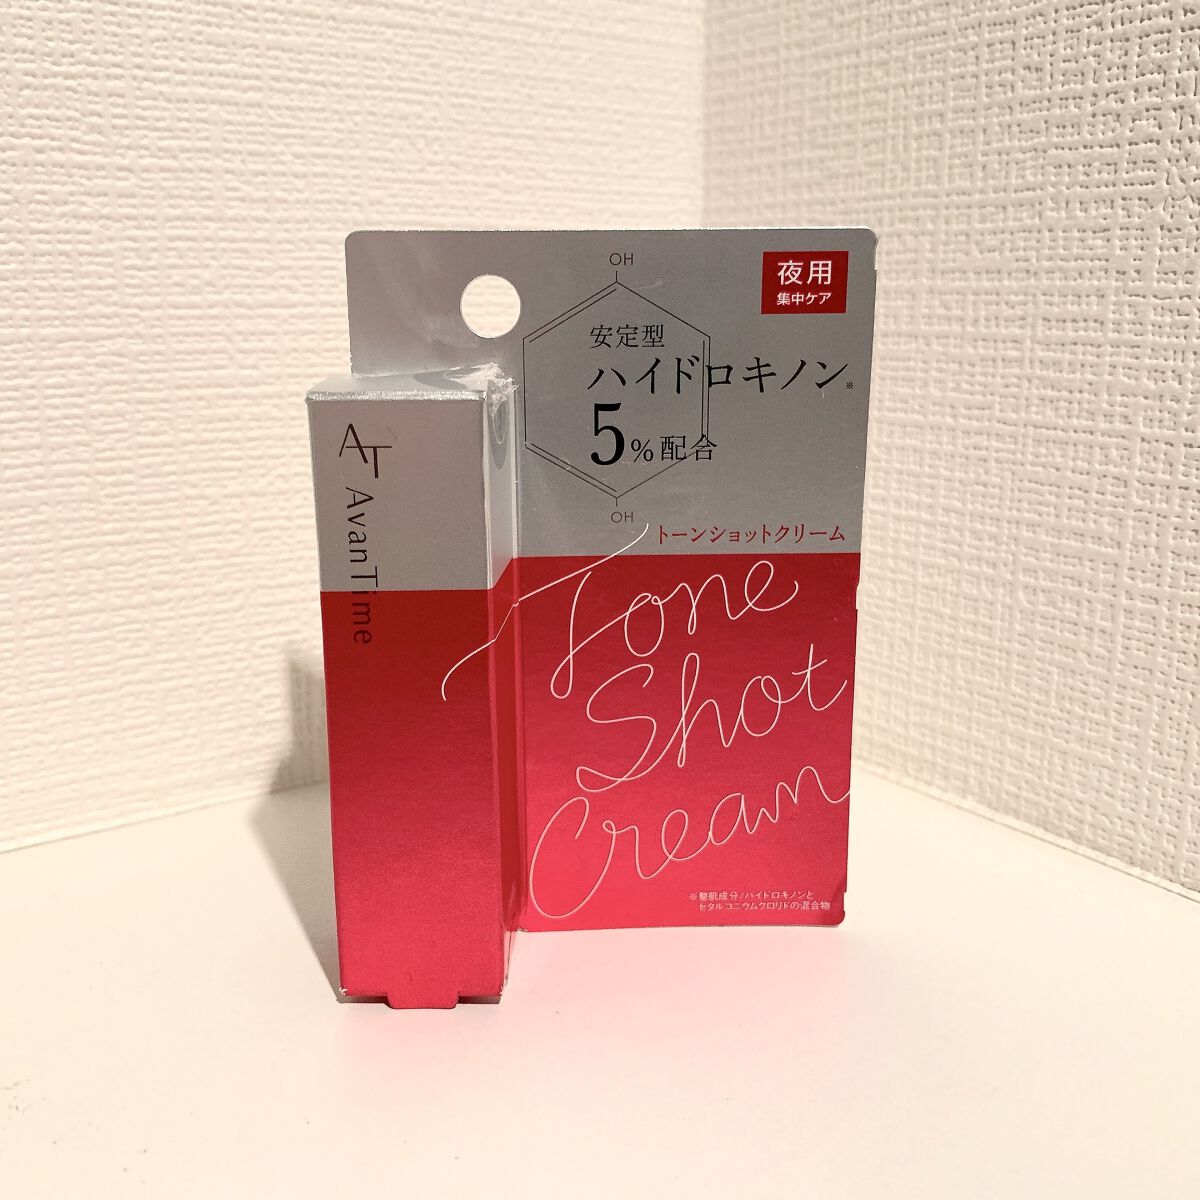 AT
AvanTime
夜用
集中ケア
OH
安定型
ハイドロキノン※
5%配合
OH
トーンショットクリーム
Tone
Shot
Cream
※整肌成分/ハイドロキノンと
セタルコニウムクロリドの混合物